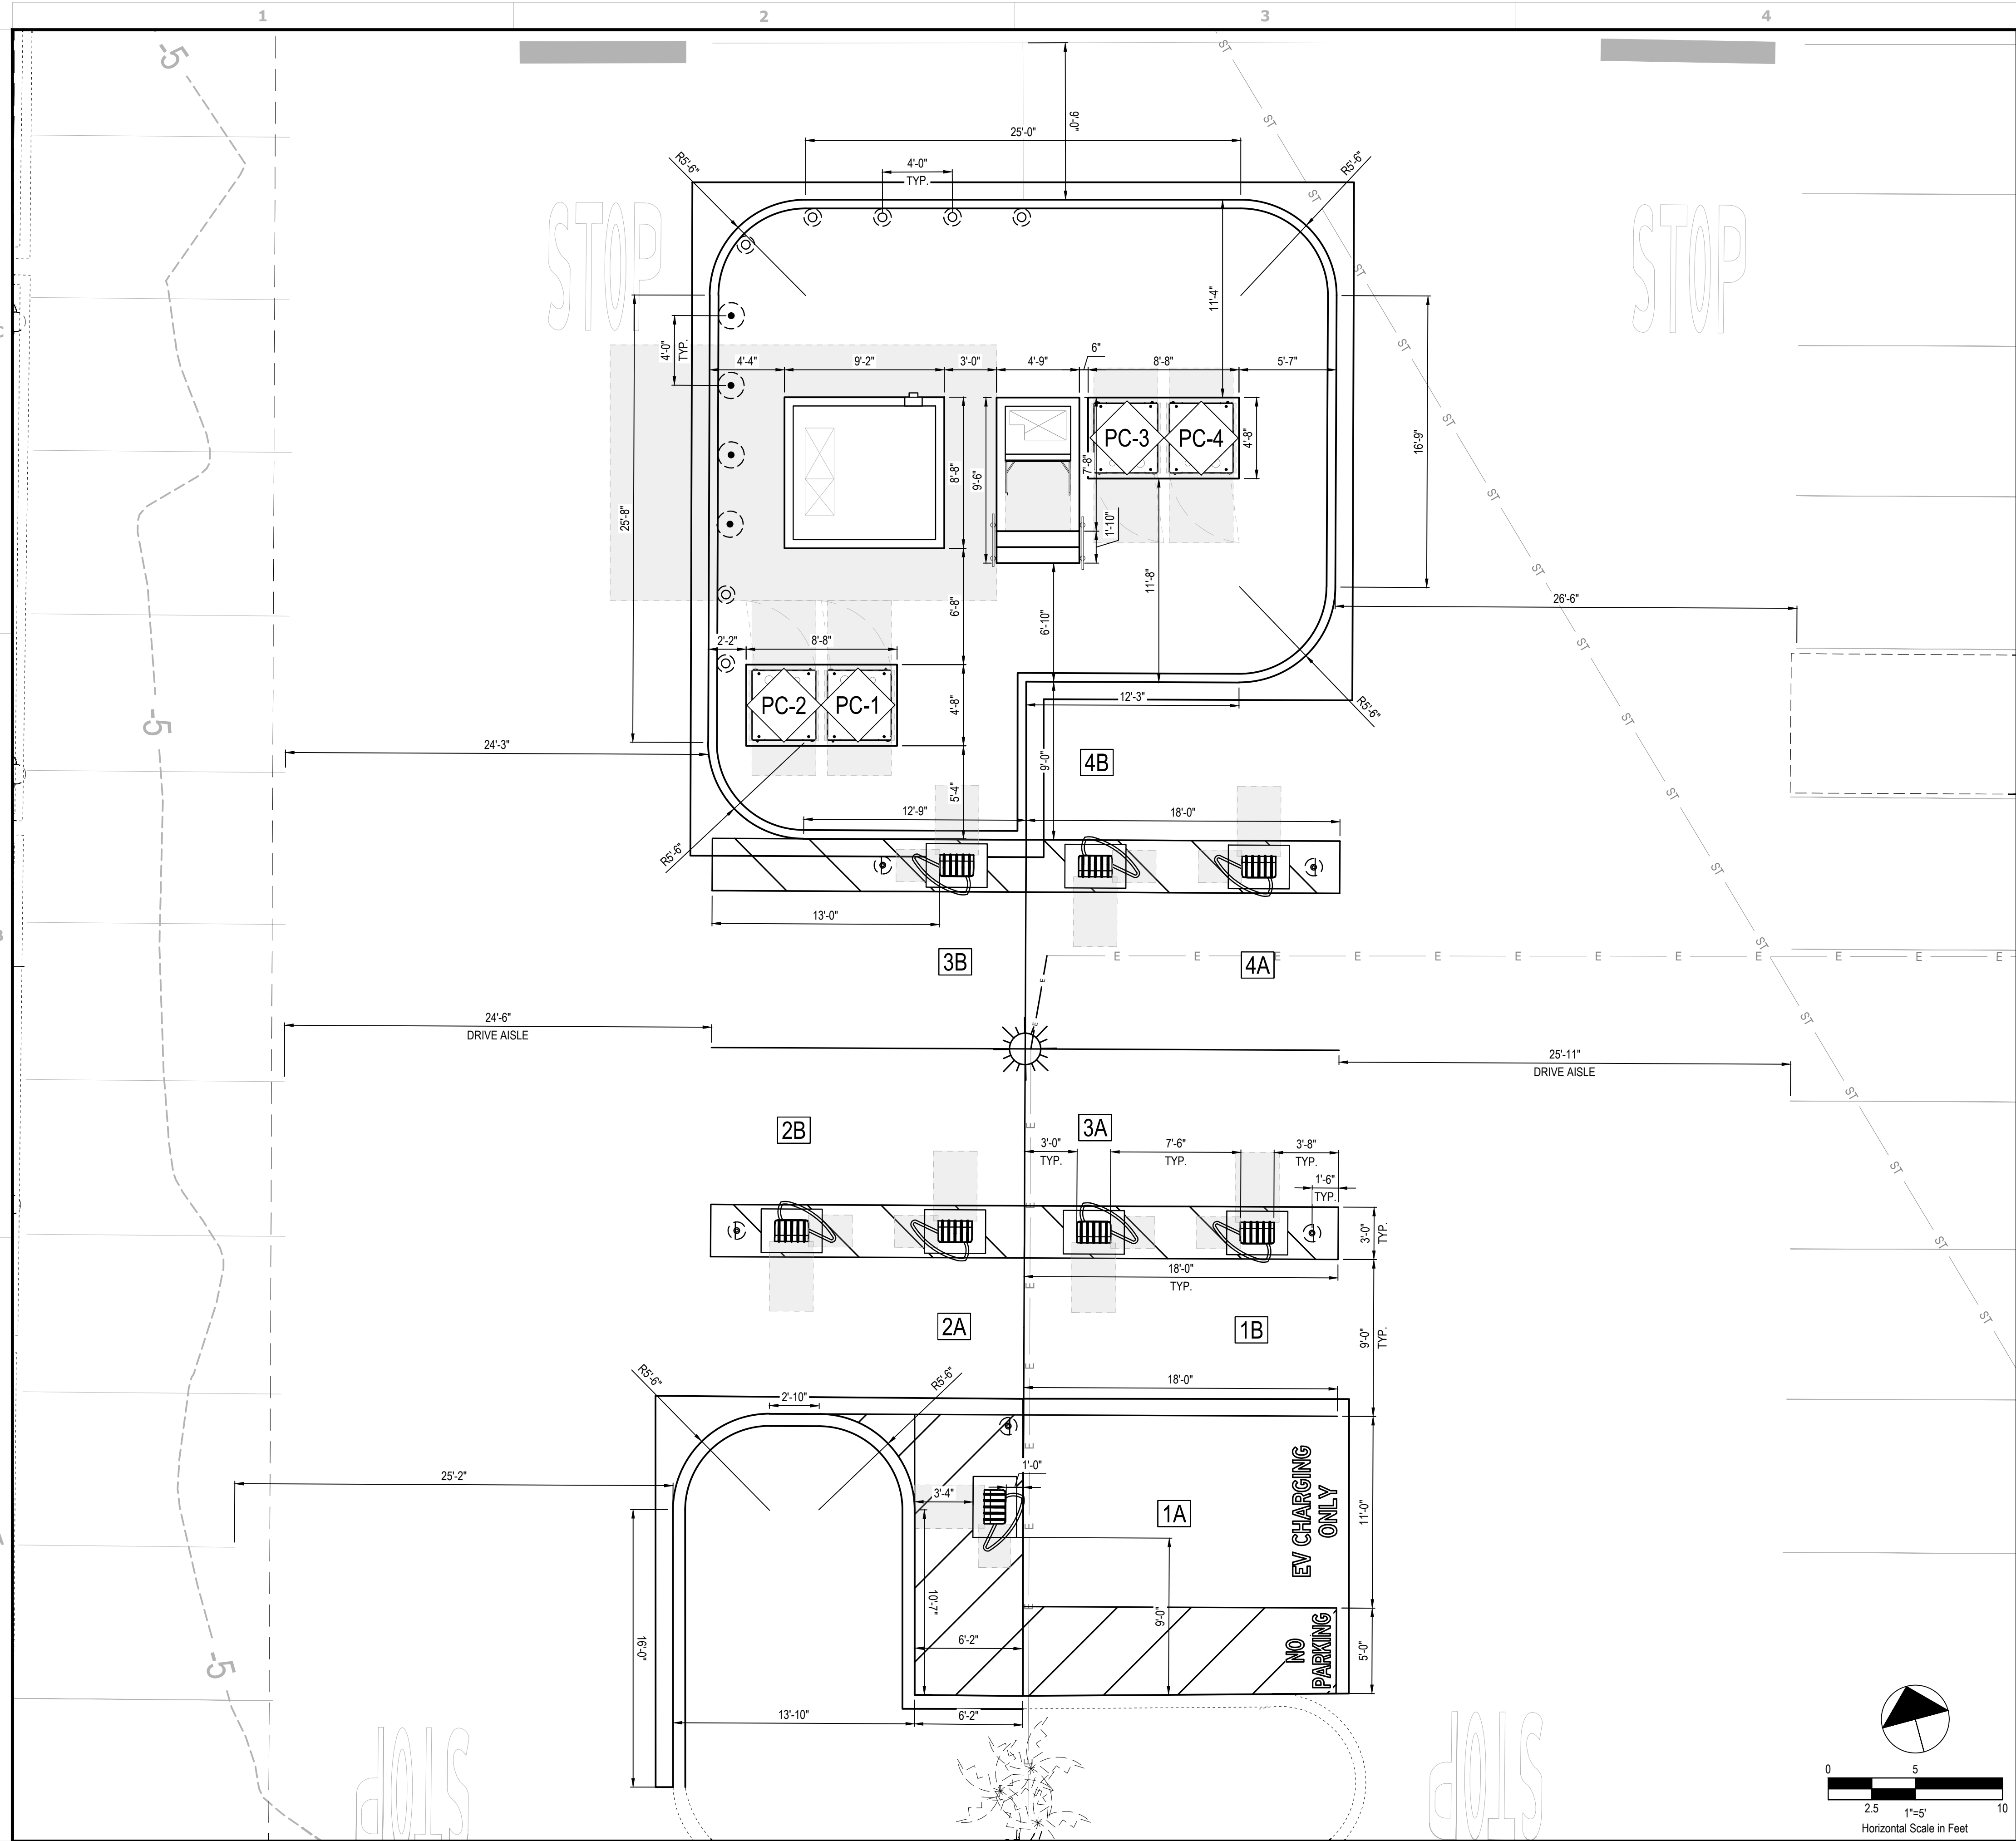 1 2 3 4
-5
STOP
STOP
ST
9'-0"
25'-0"
4'-0"
TYP.
R5'-6"
R5'-6"
11'-4"
16'-9"
4'-0"
TYP.
4'-4"
9'-2"
3'-0"
4'-9"
6"
8'-8"
5'-7"
PC-3
PC-4
4'-8"
25'-8"
8'-8"
9'-6"
7'-8"
1'-10"
11'-8"
6'-8"
6'-10"
26'-6"
2'-2"
8'-8"
PC-2
PC-1
4'-8"
12'-3"
R5'-6"
-5
24'-3"
9'-0"
4B
5'-4"
12'-9"
18'-0"
R5'-6"
13'-0"
3B
4A
E E E E E E E E E E E E
24'-6"
DRIVE AISLE
25'-11"
DRIVE AISLE
2B
3A
3'-0"
TYP.
7'-6"
TYP.
3'-8"
TYP.
1'-6"
TYP.
3'-0"
TYP.
18'-0"
TYP.
2A
1B
9'-0"
TYP.
R5'-6"
2'-10"
R5'-6"
18'-0"
25'-2"
1'-0"
3'-4"
1A
EV CHARGING
ONLY
11'-0"
10'-7"
9'-0"
16'-0"
6'-2"
NO
PARKING
5'-0"
-5
13'-10"
6'-2"
STOP
STOP
0 5
2.5 10
1"=5'
Horizontal Scale in Feet